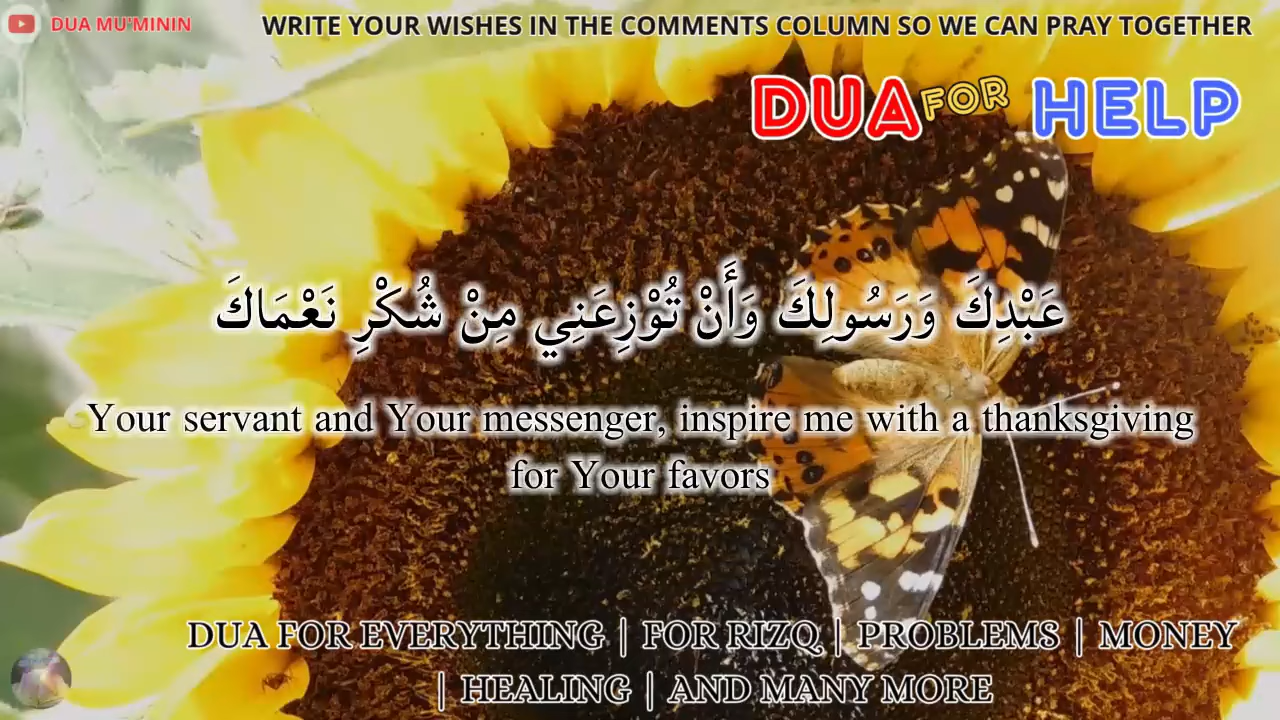 DUA MU'MININ
WRITE YOUR WISHES IN THE COMMENTS COLUMN SO WE CAN PRAY TOGETHER
DUA FOR HELP
عَبْدِكَ وَرَسُولِكَ وَأَنْ تُوْزِعَنِي مِنْ شُكْرِ نَعْمَاكَ
Your servant and Your messenger, inspire me with a thanksgiving
for Your favors
DUA FOR EVERYTHING | FOR RIZQ | PROBLEMS | MONEY
| HEALING | AND MANY MORE